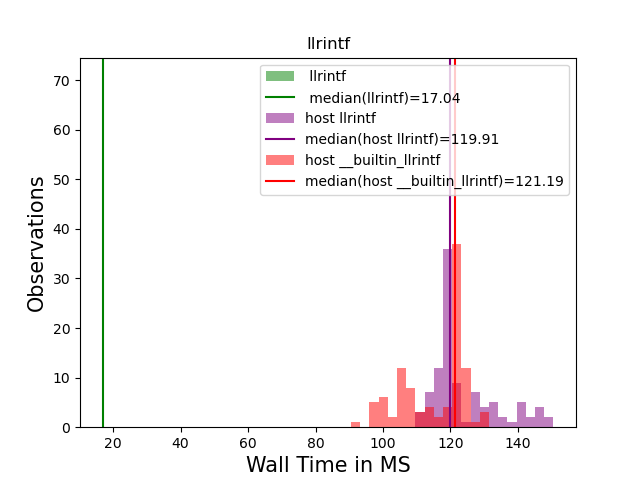 llrintf
llrintf
median(llrintf)=17.04
host llrintf
median(host llrintf)=119.91
host __builtin_llrintf
median(host __builtin_llrintf)=121.19
Observations
70
60
50
40
30
20
10
0
20 40 60 80 100 120 140
Wall Time in MS